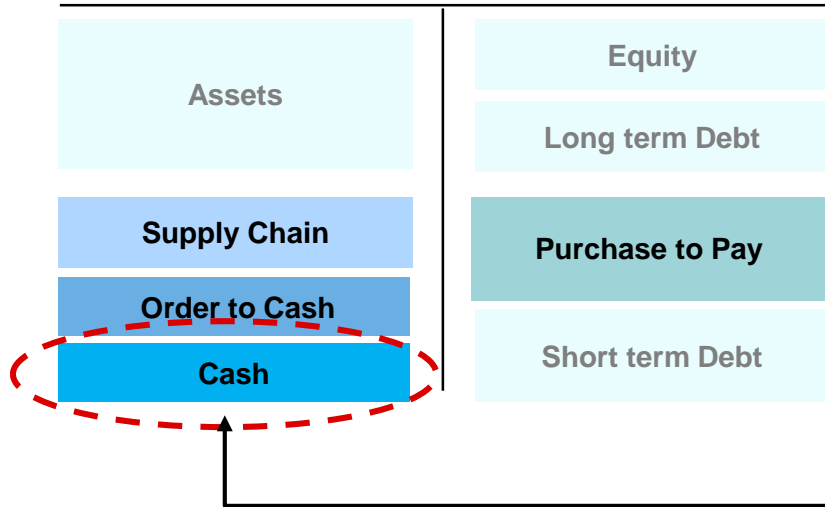 Assets
Supply Chain
Order to Cash
Cash
Equity
Long term Debt
Purchase to Pay
Short term Debt